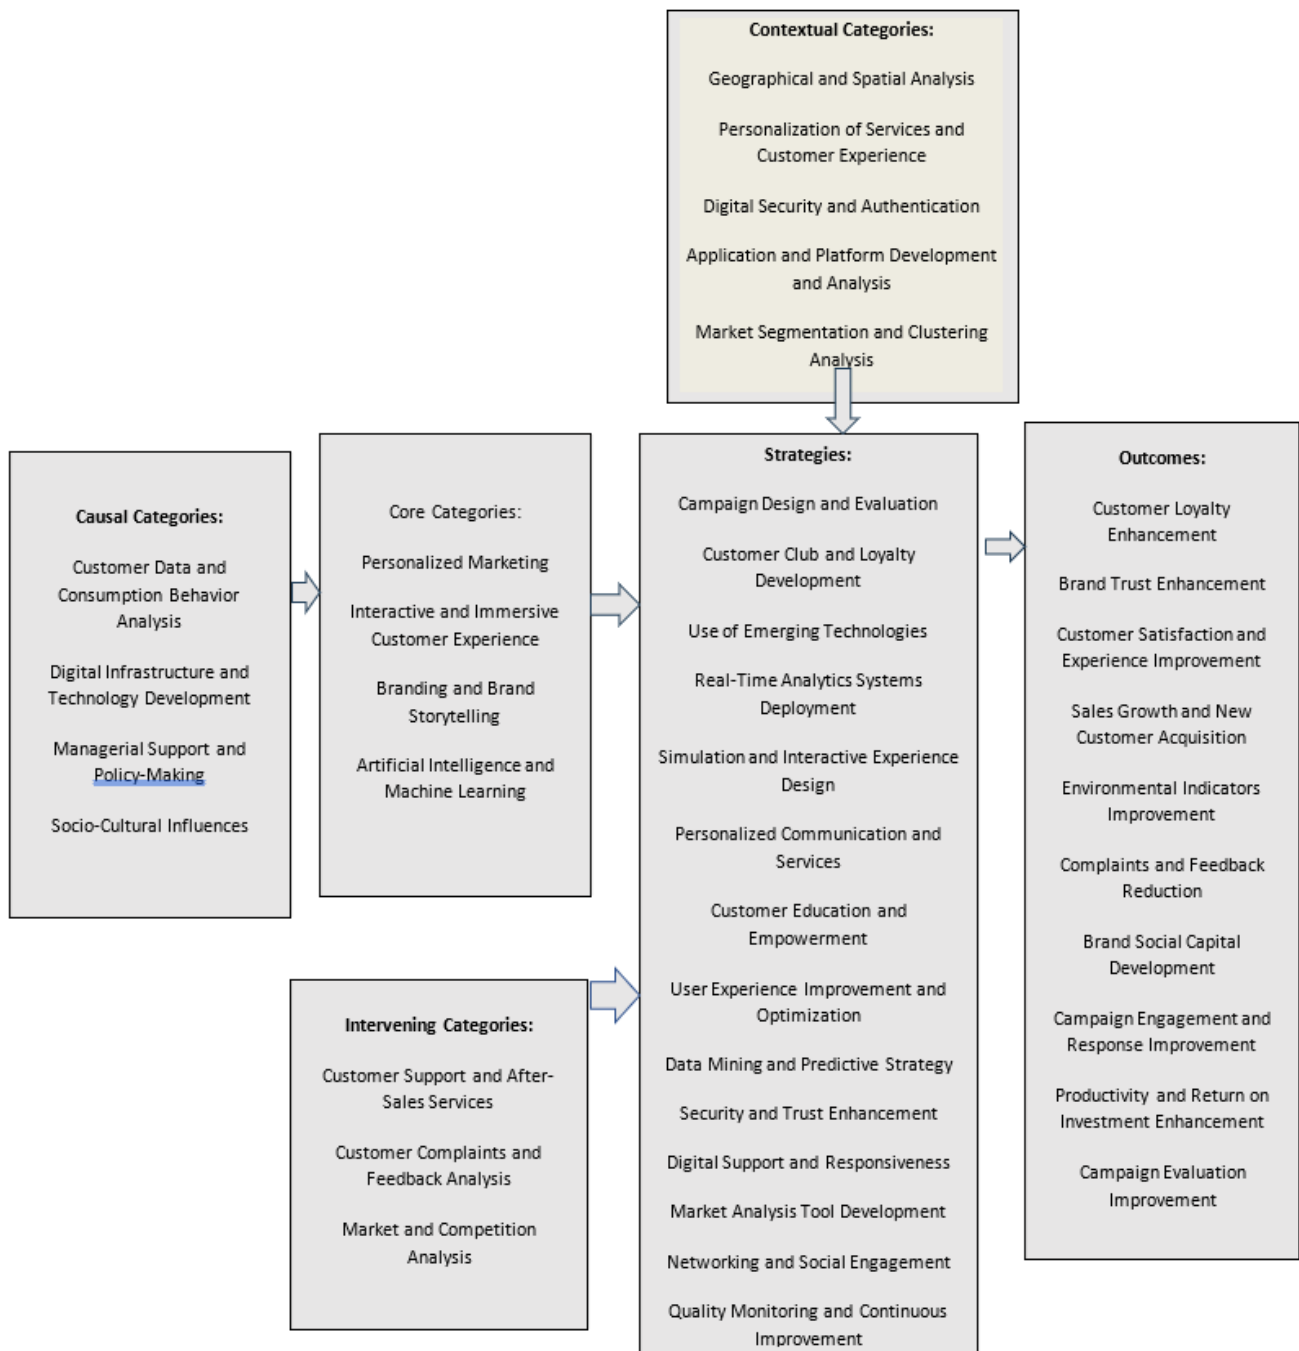 Contextual Categories:
Geographical and Spatial Analysis
Personalization of Services and
Customer Experience
Digital Security and Authentication
Application and Platform Development
and Analysis
Market Segmentation and Clustering
Analysis
Causal Categories:
Customer Data and
Consumption Behavior
Analysis
Digital Infrastructure and
Technology Development
Managerial Support and
Policy-Making
Socio-Cultural Influences
Core Categories:
Personalized Marketing
Interactive and Immersive
Customer Experience
Branding and Brand
Storytelling
Artificial Intelligence and
Machine Learning
Intervening Categories:
Customer Support and After-
Sales Services
Customer Complaints and
Feedback Analysis
Market and Competition
Analysis
Strategies:
Campaign Design and Evaluation
Customer Club and Loyalty
Development
Use of Emerging Technologies
Real-Time Analytics Systems
Deployment
Simulation and Interactive Experience
Design
Personalized Communication and
Services
Customer Education and
Empowerment
User Experience Improvement and
Optimization
Data Mining and Predictive Strategy
Security and Trust Enhancement
Digital Support and Responsiveness
Market Analysis Tool Development
Networking and Social Engagement
Quality Monitoring and Continuous
Improvement
Outcomes:
Customer Loyalty
Enhancement
Brand Trust Enhancement
Customer Satisfaction and
Experience Improvement
Sales Growth and New
Customer Acquisition
Environmental Indicators
Improvement
Complaints and Feedback
Reduction
Brand Social Capital
Development
Campaign Engagement and
Response Improvement
Productivity and Return on
Investment Enhancement
Campaign Evaluation
Improvement